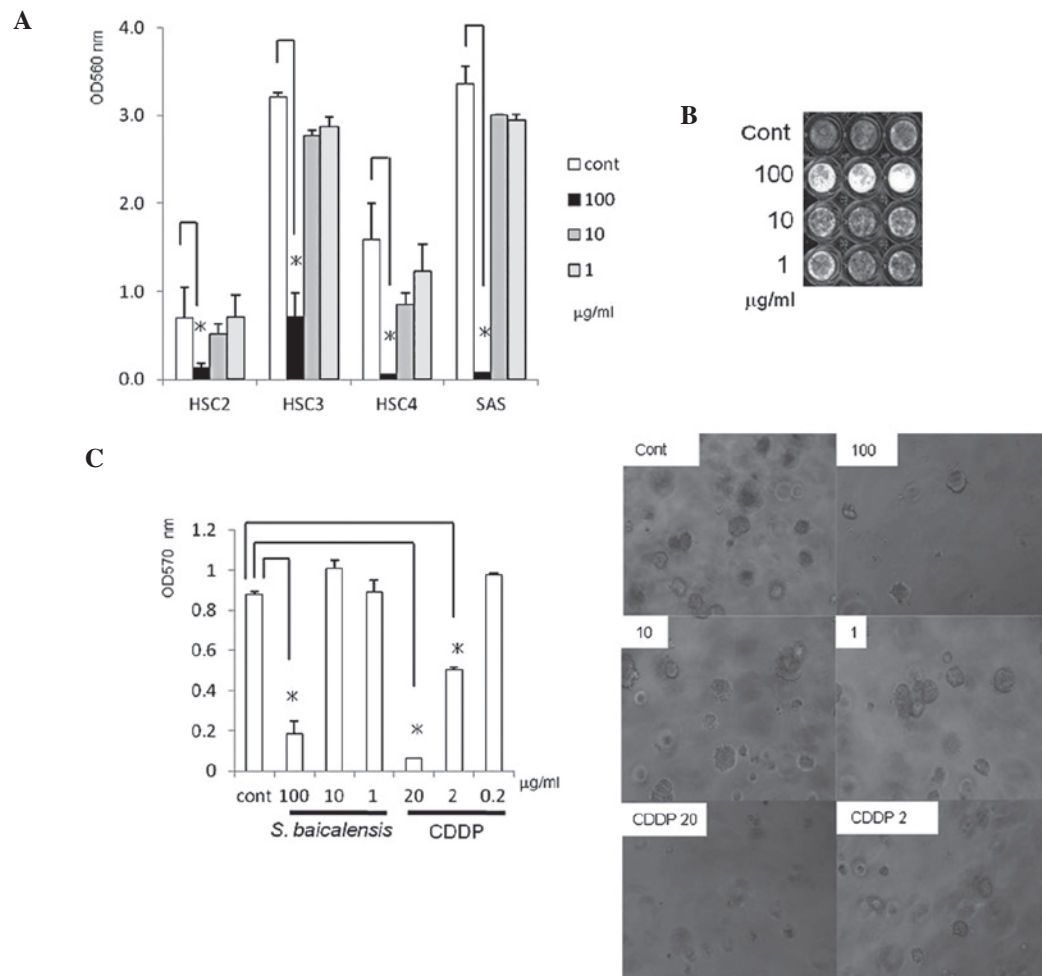 A
OD560 nm
4.0
3.0
2.0
1.0
0.0
*
*
*
*
HSC2 HSC3 HSC4 SAS
cont
100
10
1
µg/ml
B
Cont
100
10
1
µg/ml
C
OD570 nm
1.2
1
0.8
0.6
0.4
0.2
0
*
*
*
cont 100 10 1 20 2 0.2 µg/ml
S. baicalensis CDDP
Cont 100
10 1
CDDP 20 CDDP 2